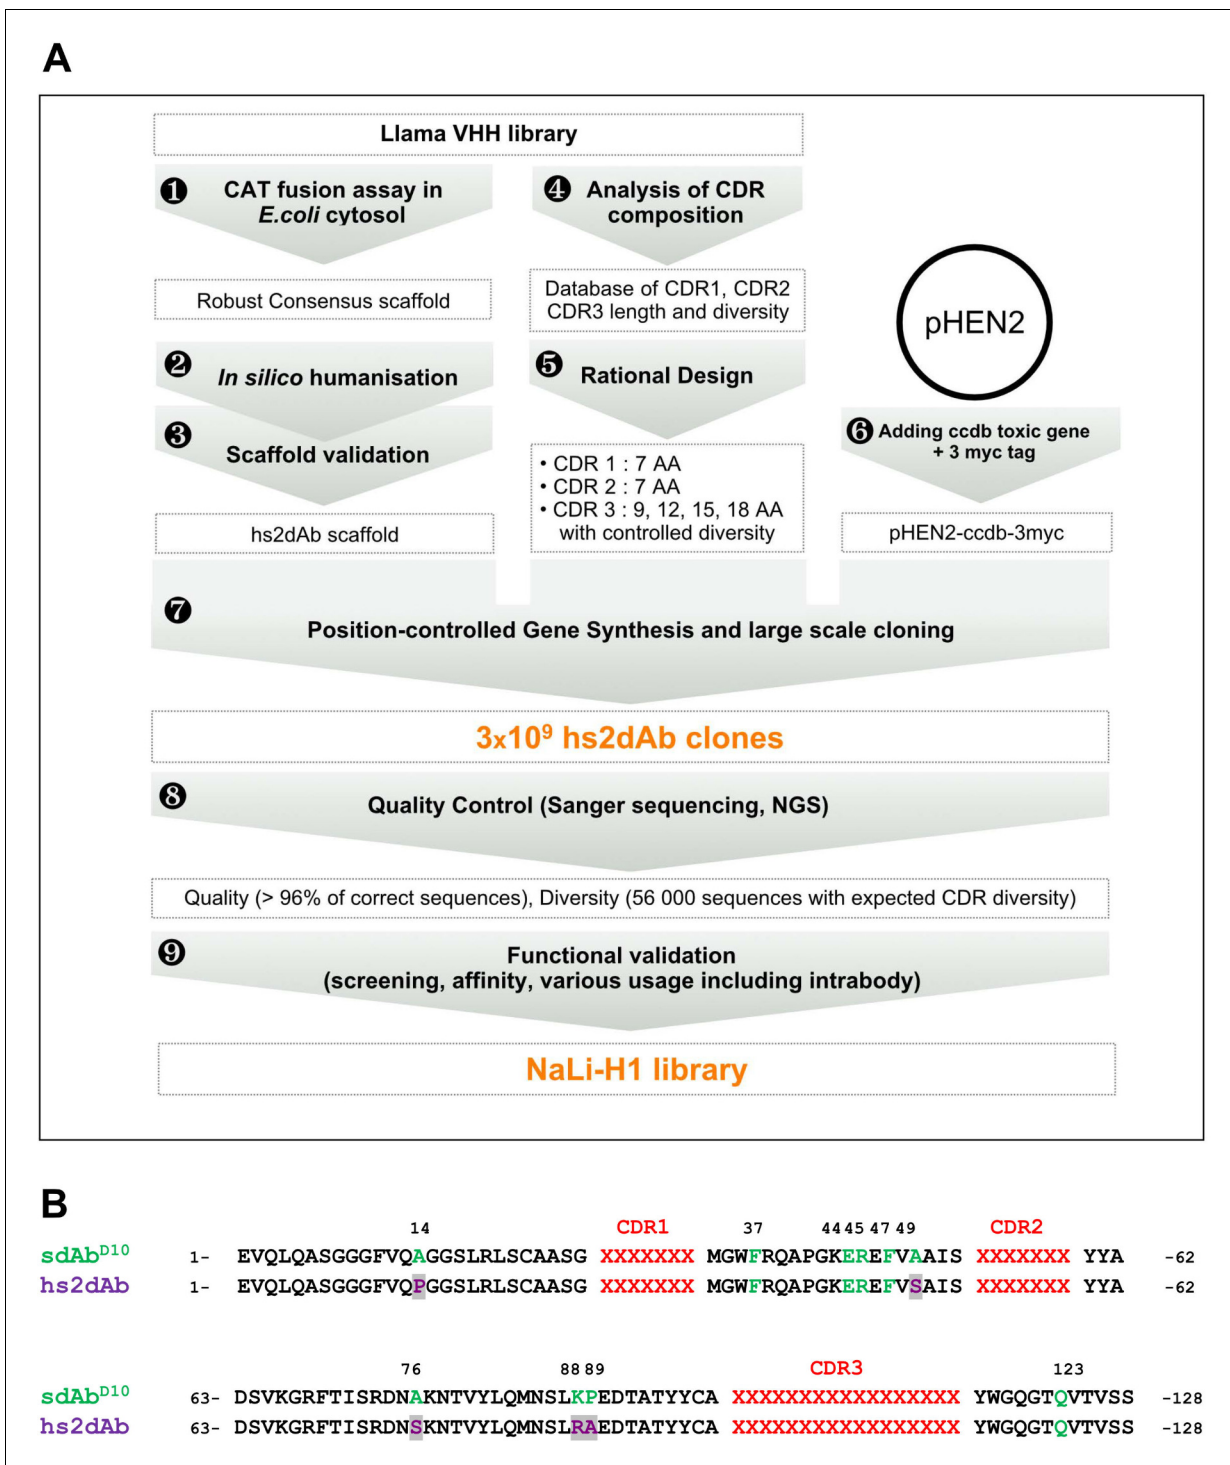 A
Llama VHH library
❶ CAT fusion assay in
E.coli cytosol
Robust Consensus scaffold
❷ In silico humanisation
❸ Scaffold validation
hs2dAb scaffold
❹ Analysis of CDR
composition
Database of CDR1, CDR2
CDR3 length and diversity
❺ Rational Design
• CDR 1 : 7 AA
• CDR 2 : 7 AA
• CDR 3 : 9, 12, 15, 18 AA
with controlled diversity
pHEN2
❻ Adding ccdb toxic gene
+ 3 myc tag
pHEN2-ccdb-3myc
❼ Position-controlled Gene Synthesis and large scale cloning
3x10⁹ hs2dAb clones
❽ Quality Control (Sanger sequencing, NGS)
Quality (> 96% of correct sequences), Diversity (56 000 sequences with expected CDR diversity)
❾ Functional validation
(screening, affinity, various usage including intrabody)
NaLi-H1 library
B
14 CDR1 37 44 45 47 49 CDR2
sdAbᴰ¹⁰ 1- EVQLQASGGGFVQAGGSLRLSCAASG XXXXXXX MGWFRQAPGKEREFVAAIS XXXXXXX YYA -62
hs2dAb 1- EVQLQASGGGFVQPGGSLRLSCAASG XXXXXXX MGWFRQAPGKEREFVSAIS XXXXXXX YYA -62
76 88 89 CDR3 123
sdAbᴰ¹⁰ 63- DSVKGRFTISRDNAKNTVYLQMNSLKPEDTATYYCA XXXXXXXXXXXXXXXXXX YWGQGTQVTVSS -128
hs2dAb 63- DSVKGRFTISRDNSKNTVYLQMNSLRAEDTATYYCA XXXXXXXXXXXXXXXXXX YWGQGTQVTVSS -128